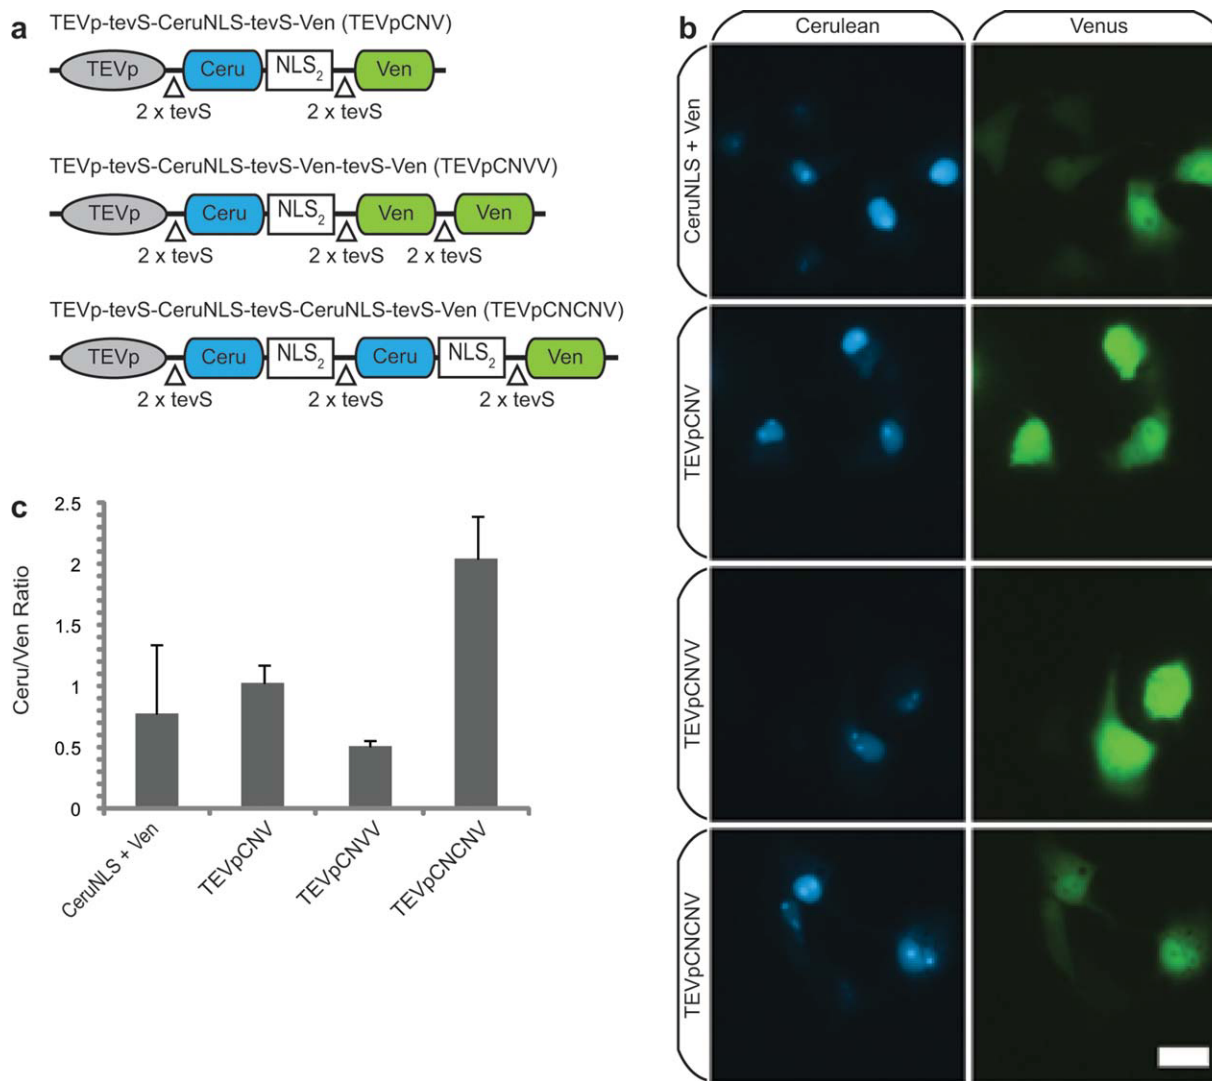 a
TEVp-tevS-CeruNLS-tevS-Ven (TEVpCNV)
TEVp Ceru NLS2 Ven
2 x tevS 2 x tevS
TEVp-tevS-CeruNLS-tevS-Ven-tevS-Ven (TEVpCNVV)
TEVp Ceru NLS2 Ven Ven
2 x tevS 2 x tevS 2 x tevS
TEVp-tevS-CeruNLS-tevS-CeruNLS-tevS-Ven (TEVpCNCNV)
TEVp Ceru NLS2 Ceru NLS2 Ven
2 x tevS 2 x tevS 2 x tevS
b
Cerulean Venus
CeruNLS + Ven
TEVpCNV
TEVpCNVV
TEVpCNCNV
c
Ceru/Ven Ratio
2.5
2
1.5
1
0.5
0
CeruNLS + Ven
TEVpCNV
TEVpCNVV
TEVpCNCNV